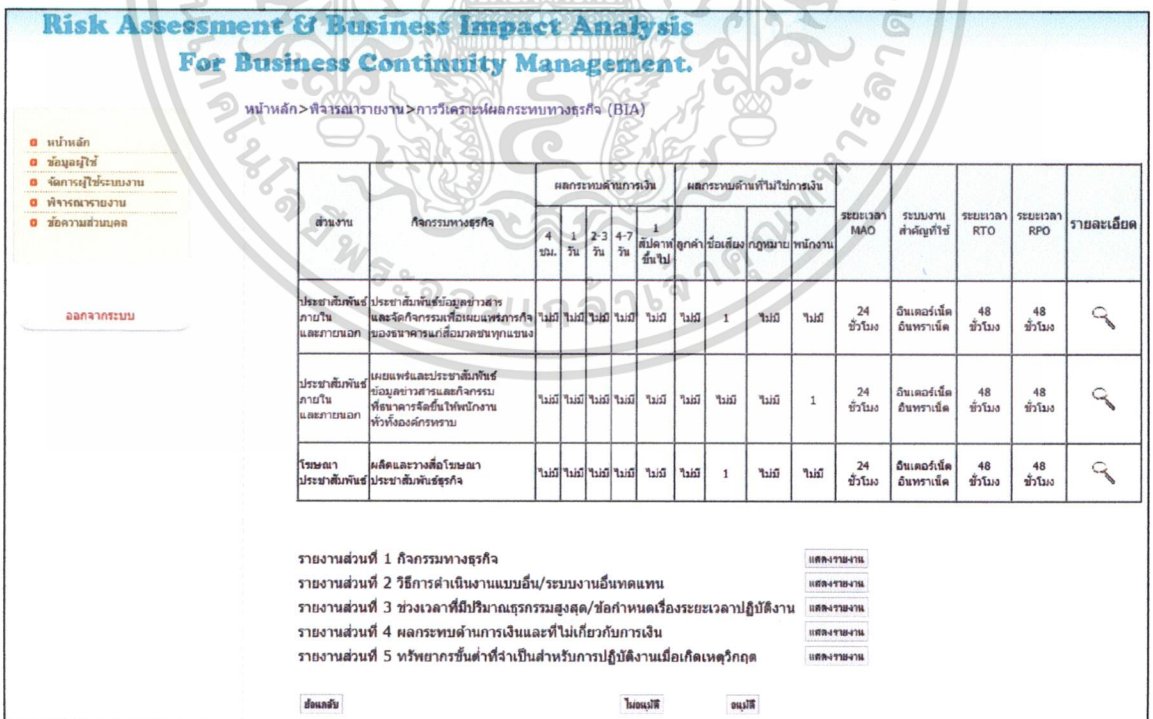 Risk Assessment & Business Impact Analysis
For Business Continuity Management.
หน้าหลัก>พิจารณารายงาน>การวิเคราะห์ผลกระทบทางธุรกิจ (BIA)
หน้าหลัก
ข้อมูลผู้ใช้
จัดการผู้ใช้ระบบงาน
พิจารณารายงาน
ข้อความส่วนบุคคล
ออกจากระบบ
ส่วนงาน กิจกรรมทางธุรกิจ ผลกระทบด้านการเงิน ผลกระทบด้านที่ไม่ใช่การเงิน ระยะเวลา MAO ระบบงานสำคัญที่ใช้ ระยะเวลา RTO ระยะเวลา RPO รายละเอียด
4 ชม. 1 วัน 2-3 วัน 4-7 วัน 1 สัปดาห์ ขึ้นไป ลูกค้า ชื่อเสียง กฎหมาย พนักงาน
ประชาสัมพันธ์ ภายใน และภายนอก ประชาสัมพันธ์ข้อมูลข่าวสาร และจัดกิจกรรมเพื่อเผยแพร่ภารกิจ ของธนาคารแก่สื่อมวลชนทุกแขนง ไม่มี ไม่มี ไม่มี ไม่มี ไม่มี ไม่มี 1 ไม่มี ไม่มี 24 ชั่วโมง อินเตอร์เน็ต อินทราเน็ต 48 ชั่วโมง 48 ชั่วโมง
ประชาสัมพันธ์ ภายใน และภายนอก เผยแพร่และประชาสัมพันธ์ ข้อมูลข่าวสารและกิจกรรม ที่ธนาคารจัดขึ้นให้พนักงาน ทั่วทั้งองค์กรทราบ ไม่มี ไม่มี ไม่มี ไม่มี ไม่มี ไม่มี ไม่มี ไม่มี 1 24 ชั่วโมง อินเตอร์เน็ต อินทราเน็ต 48 ชั่วโมง 48 ชั่วโมง
โฆษณา ประชาสัมพันธ์ ผลิตและวางสื่อโฆษณา ประชาสัมพันธ์ธุรกิจ ไม่มี ไม่มี ไม่มี ไม่มี ไม่มี ไม่มี 1 ไม่มี ไม่มี 24 ชั่วโมง อินเตอร์เน็ต อินทราเน็ต 48 ชั่วโมง 48 ชั่วโมง
รายงานส่วนที่ 1 กิจกรรมทางธุรกิจ แสดงรายงาน
รายงานส่วนที่ 2 วิธีการดำเนินงานแบบอื่น/ระบบงานอื่นทดแทน แสดงรายงาน
รายงานส่วนที่ 3 ช่วงเวลาที่มีปริมาณธุรกรรมสูงสุด/ข้อกำหนดเรื่องระยะเวลาปฏิบัติงาน แสดงรายงาน
รายงานส่วนที่ 4 ผลกระทบด้านการเงินและที่ไม่เกี่ยวกับการเงิน แสดงรายงาน
รายงานส่วนที่ 5 ทรัพยากรขั้นต่ำที่จำเป็นสำหรับการปฏิบัติงานเมื่อเกิดเหตุวิกฤต แสดงรายงาน
ย้อนกลับ ไม่อนุมัติ อนุมัติ